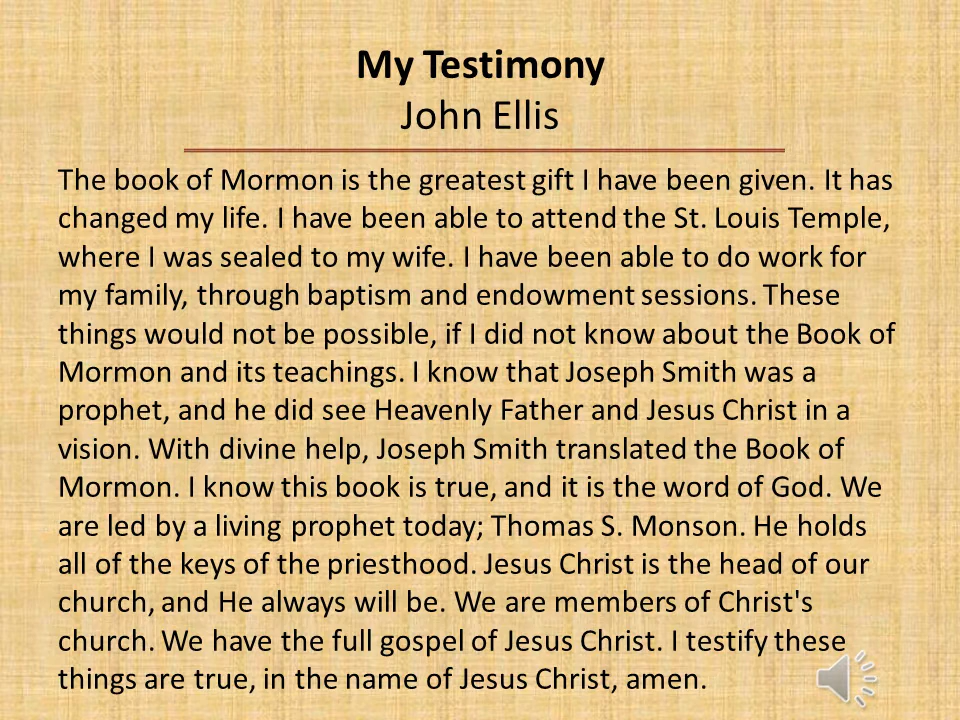 My Testimony
John Ellis
The book of Mormon is the greatest gift I have been given. It has
changed my life. I have been able to attend the St. Louis Temple,
where I was sealed to my wife. I have been able to do work for
my family, through baptism and endowment sessions. These
things would not be possible, if I did not know about the Book of
Mormon and its teachings. I know that Joseph Smith was a
prophet, and he did see Heavenly Father and Jesus Christ in a
vision. With divine help, Joseph Smith translated the Book of
Mormon. I know this book is true, and it is the word of God. We
are led by a living prophet today; Thomas S. Monson. He holds
all of the keys of the priesthood. Jesus Christ is the head of our
church, and He always will be. We are members of Christ's
church. We have the full gospel of Jesus Christ. I testify these
things are true, in the name of Jesus Christ, amen.